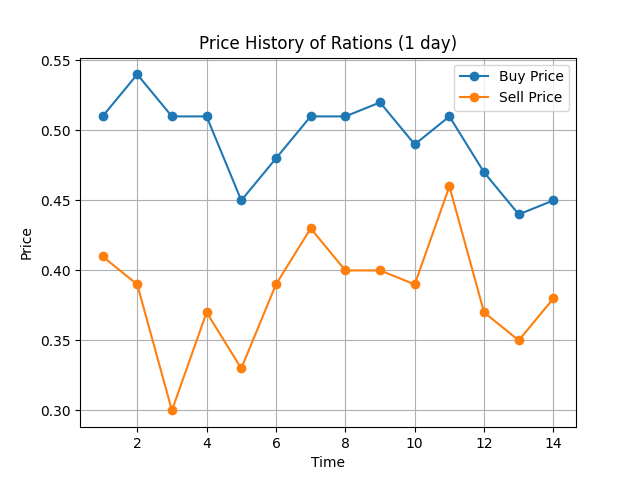 Price History of Rations (1 day)
Buy Price
Sell Price
0.55
0.50
0.45
0.40
0.35
0.30
Price
2 4 6 8 10 12 14
Time